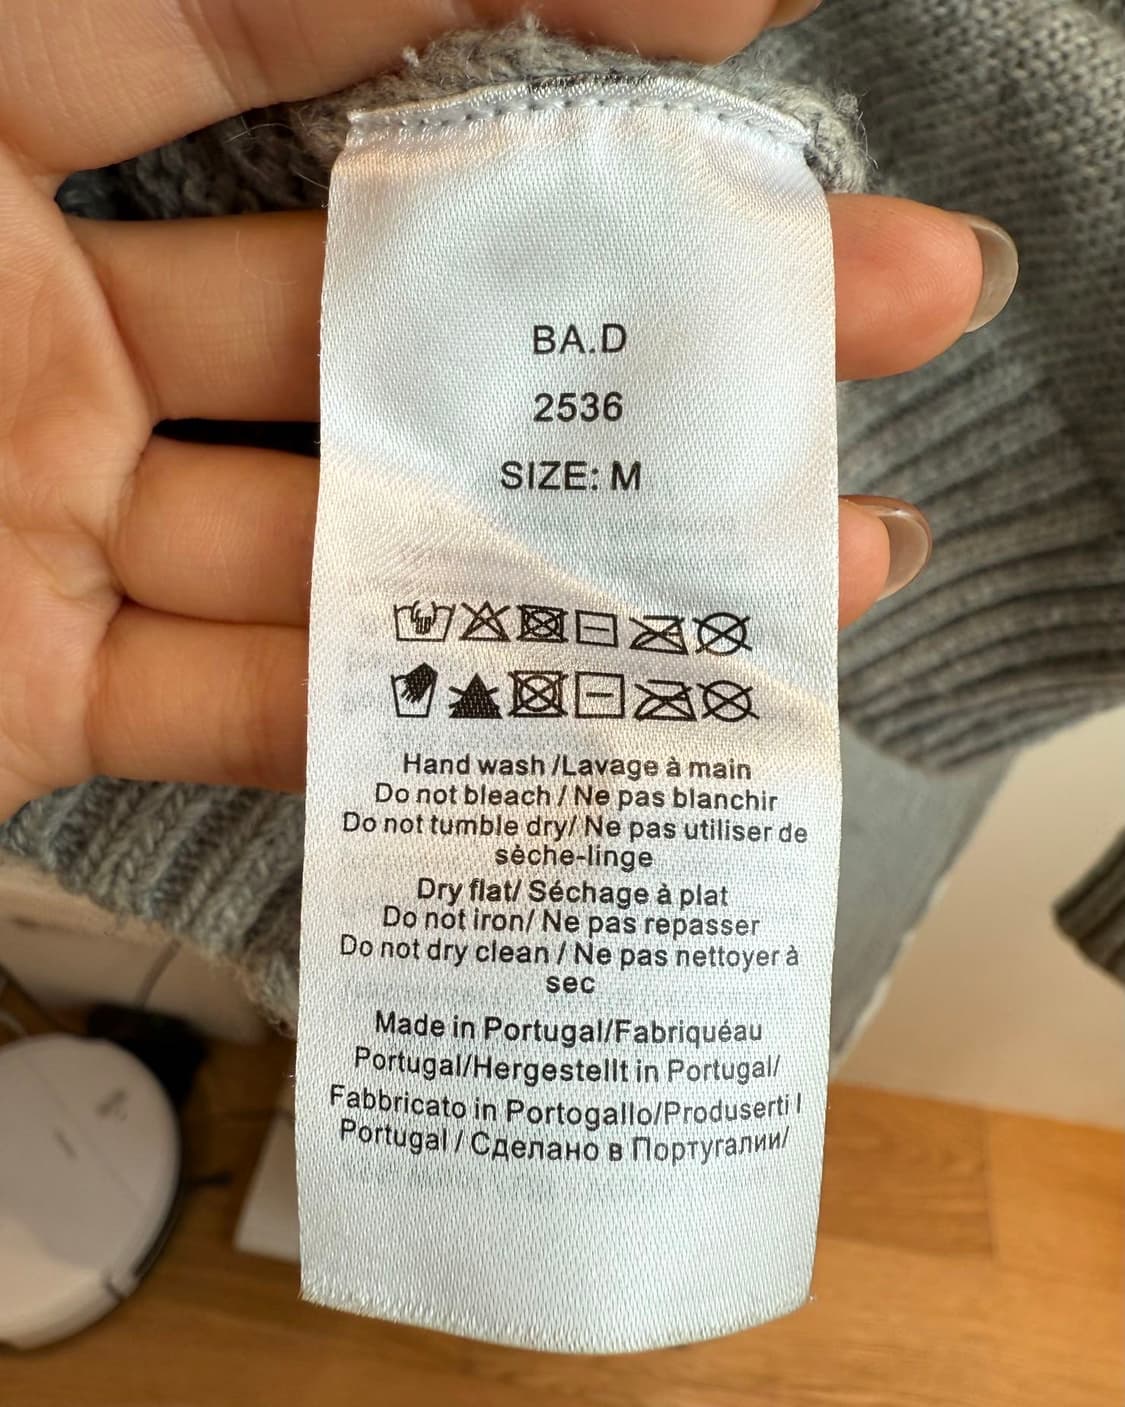 BA.D
2536
SIZE: M
Hand wash /Lavage à main
Do not bleach / Ne pas blanchir
Do not tumble dry/ Ne pas utiliser de
sèche-linge
Dry flat/ Séchage à plat
Do not iron/ Ne pas repasser
Do not dry clean / Ne pas nettoyer à
sec
Made in Portugal/Fabriquéau
Portugal/Hergestellt in Portugal/
Fabbricato in Portogallo/Produserti I
Portugal / Сделано в Португалии/